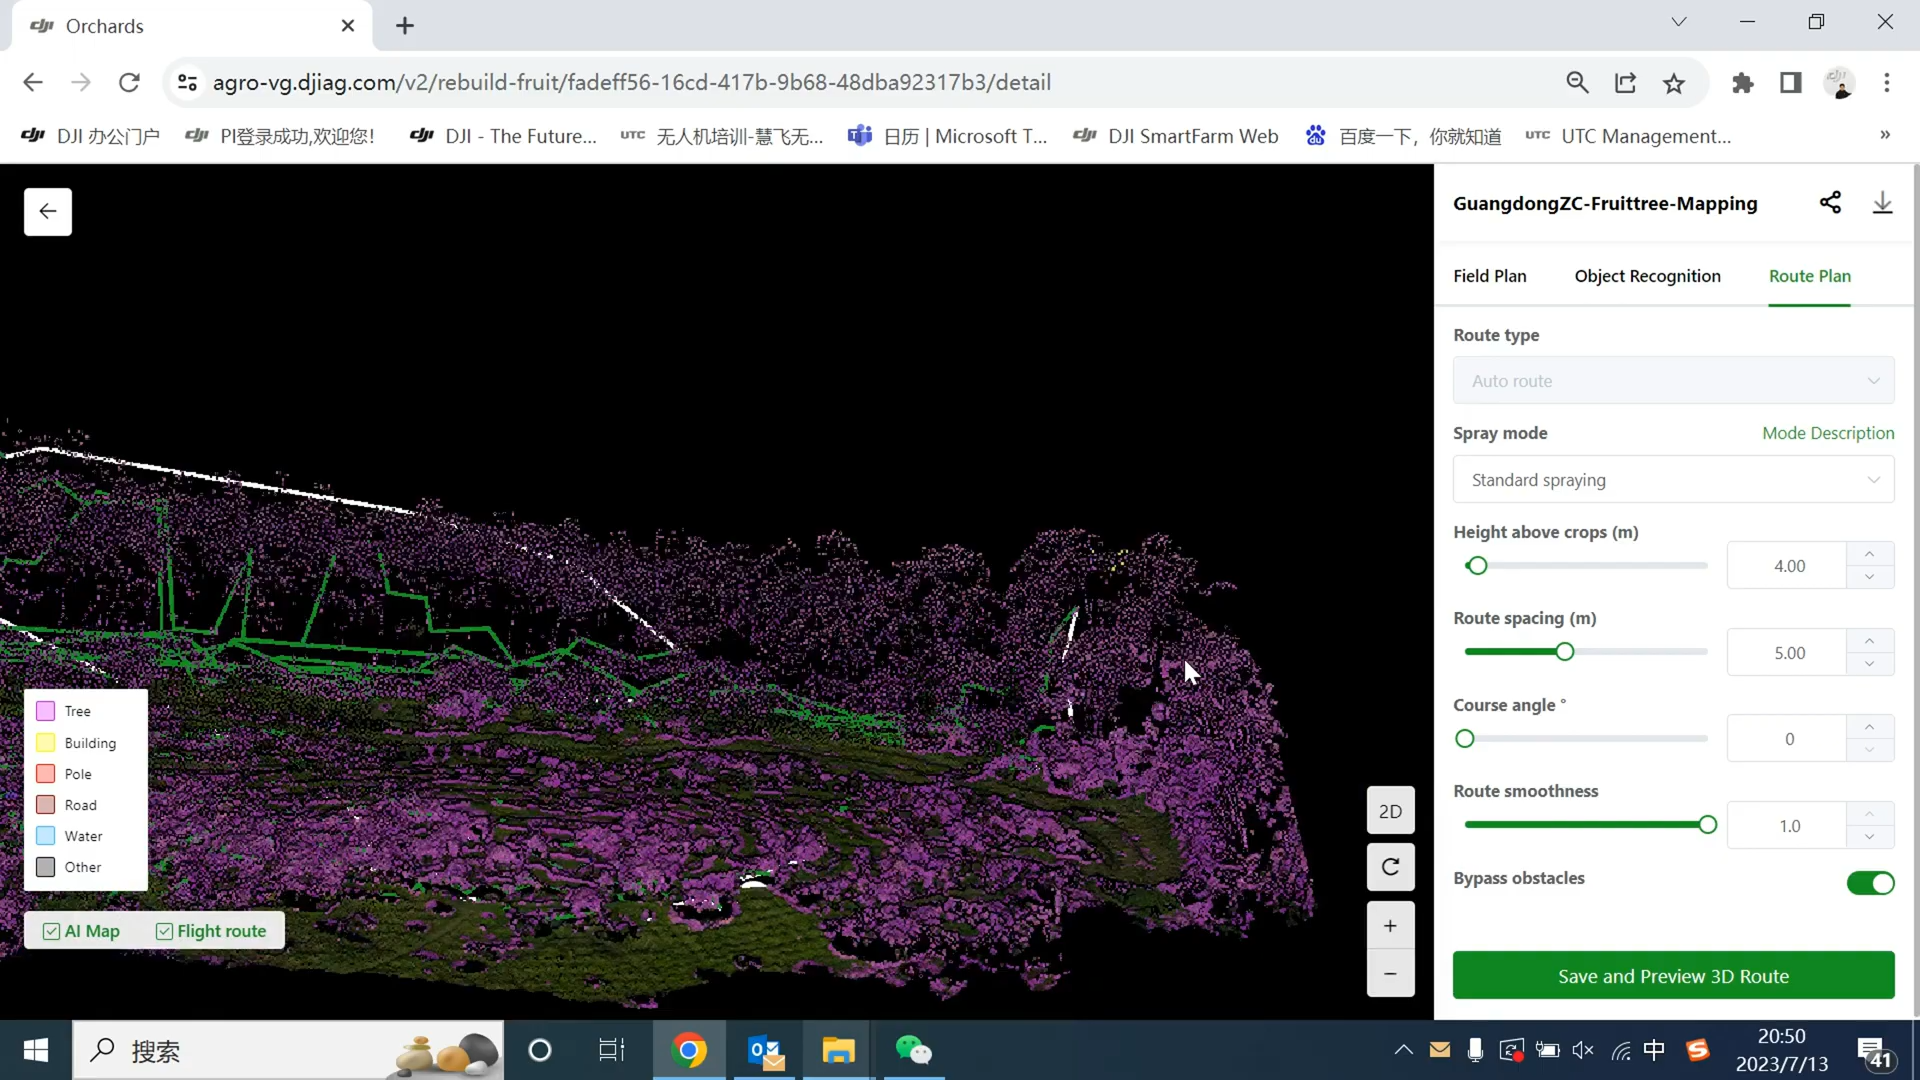 Orchards
agro-vg.djiag.com/v2/rebuild-fruit/fadeff56-16cd-417b-9b68-48dba92317b3/detail
DJI 办公门户
PI登录成功,欢迎您!
DJI - The Future...
UTC 无人机培训-慧飞无...
日历 | Microsoft T...
DJI SmartFarm Web
百度一下，你就知道
UTC UTC Management...
»
GuangdongZC-Fruittree-Mapping
Field Plan
Object Recognition
Route Plan
Route type
Auto route
Spray mode
Mode Description
Standard spraying
Height above crops (m)
4.00
Route spacing (m)
5.00
Course angle °
0
Route smoothness
1.0
Bypass obstacles
Save and Preview 3D Route
Tree
Building
Pole
Road
Water
Other
AI Map
Flight route
2D
+
−
搜索
中
20:50
2023/7/13
41